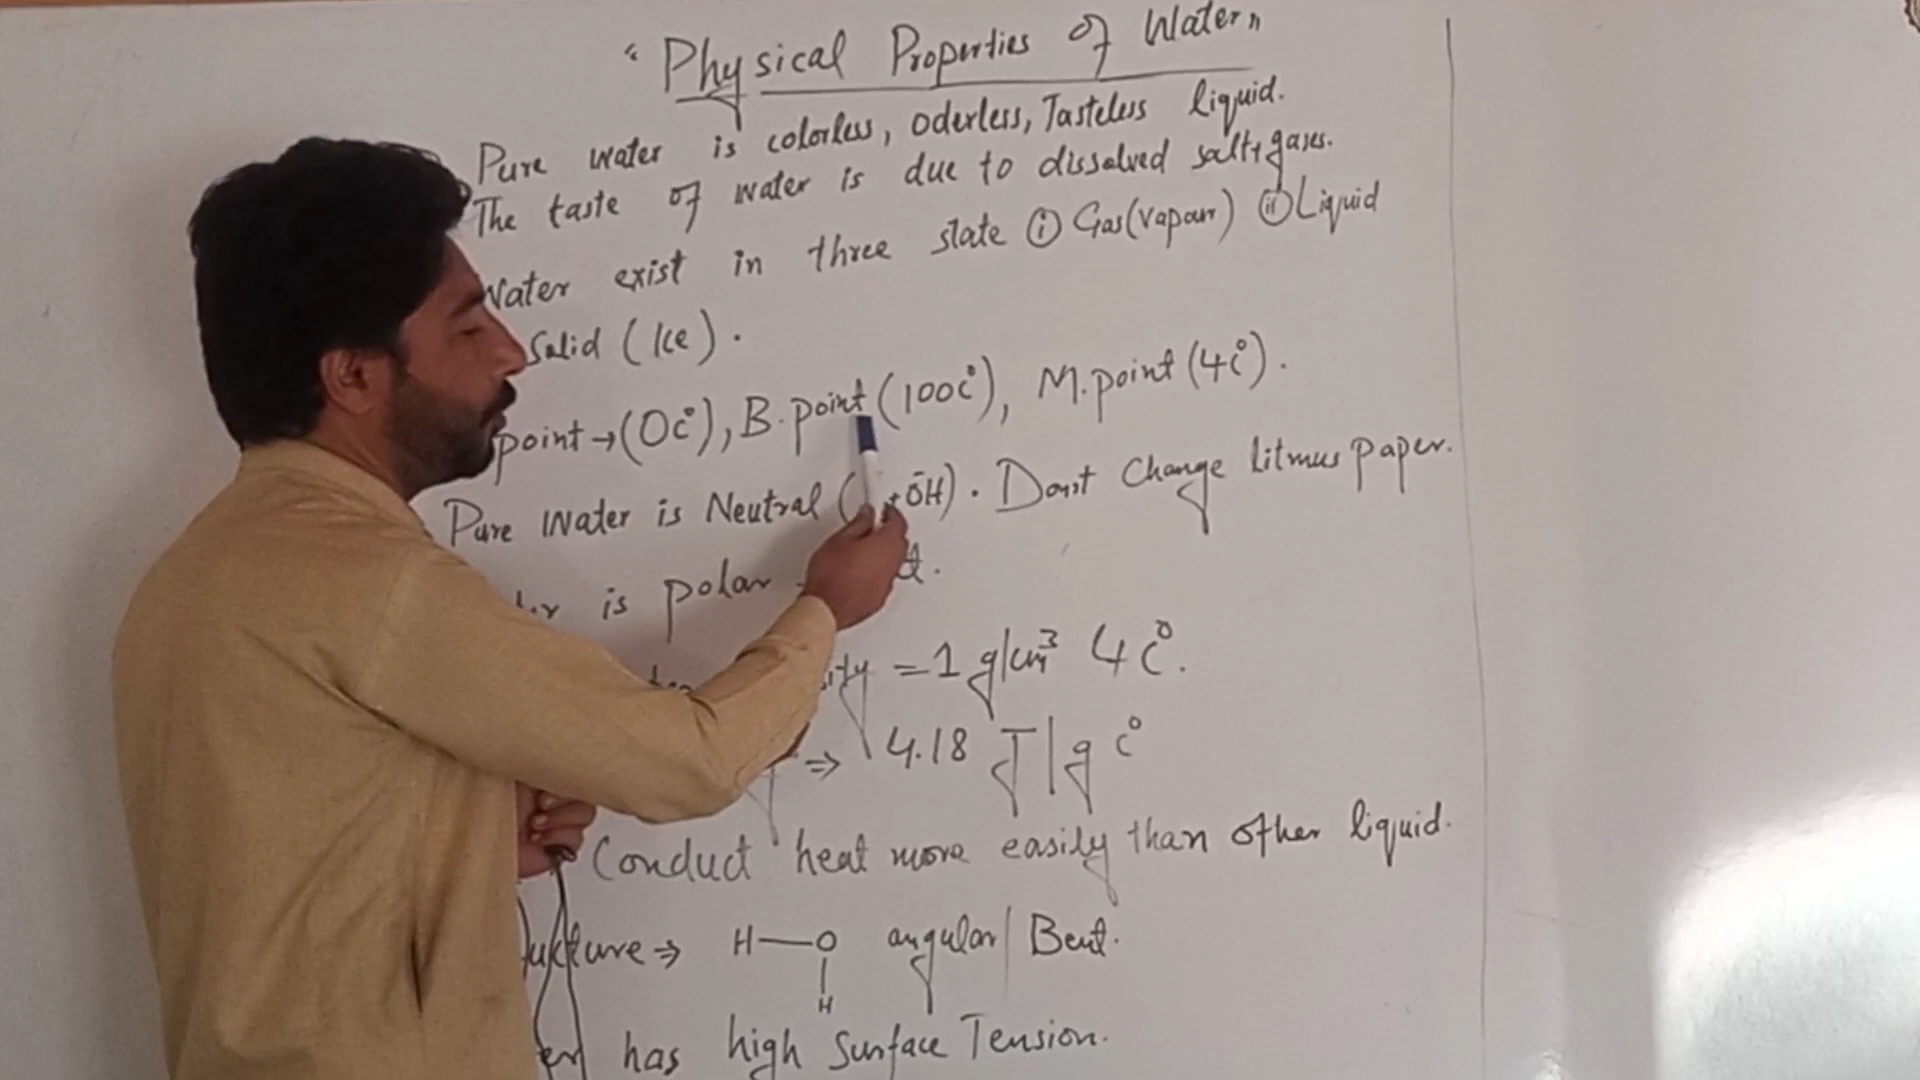 “ Physical Properties of Water ”
Pure water is colorless, Oderless, Tasteless liquid.
The taste of water is due to dissolved salt+gases.
Water exist in three state (i) Gas(vapour) (ii) Liquid
Solid (Ice).
point→(0c°), B.point(100c°), M.point(4c°).
Pure Water is Neutral ( +ŌH). Don't Change Litmus paper.
is polar
=1 g/cm³ 4c°.
⇒ 4.18 J/g c°
Conduct heat more easily than other liquid.
⇒ H—O angular/Bent.
H
has high Surface Tension.